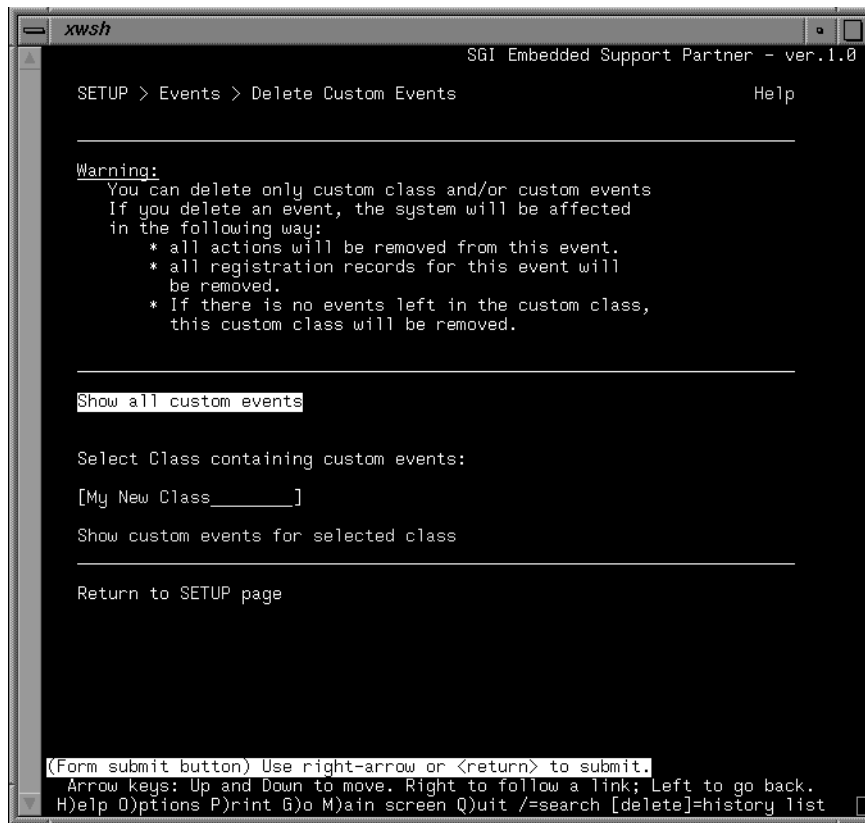 xwsh
SGI Embedded Support Partner - ver.1.0
SETUP > Events > Delete Custom Events Help
Warning:
You can delete only custom class and/or custom events
If you delete an event, the system will be affected
in the following way:
* all actions will be removed from this event.
* all registration records for this event will
be removed.
* If there is no events left in the custom class,
this custom class will be removed.
Show all custom events
Select Class containing custom events:
[My New Class________]
Show custom events for selected class
Return to SETUP page
(Form submit button) Use right-arrow or <return> to submit.
Arrow keys: Up and Down to move. Right to follow a link; Left to go back.
H)elp O)ptions P)rint G)o M)ain screen Q)uit /=search [delete]=history list